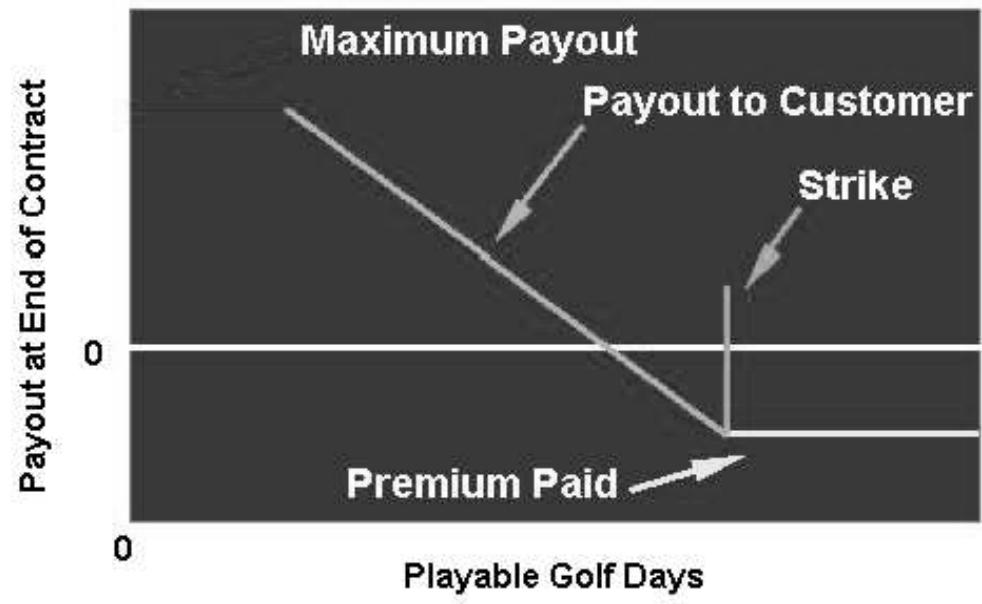 Maximum Payout
Payout to Customer
Strike
Payout at End of Contract
0
Premium Paid
0
Playable Golf Days